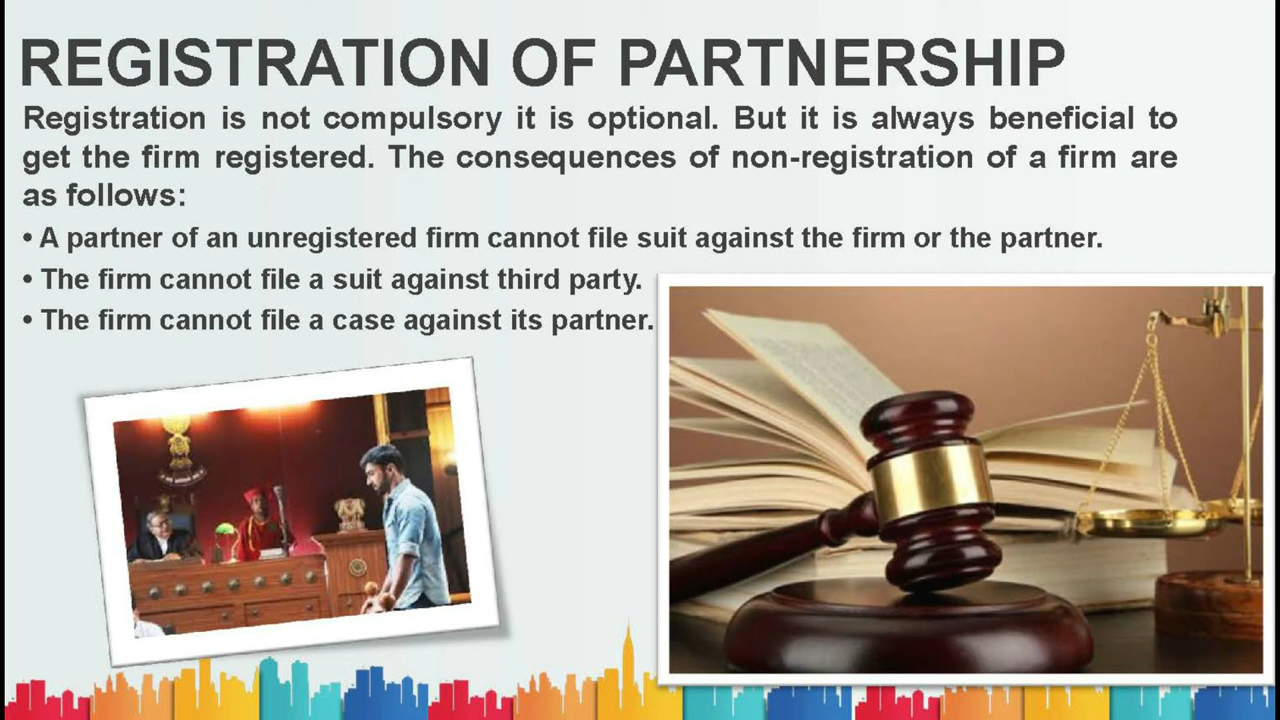 REGISTRATION OF PARTNERSHIP
Registration is not compulsory it is optional. But it is always beneficial to
get the firm registered. The consequences of non-registration of a firm are
as follows:
• A partner of an unregistered firm cannot file suit against the firm or the partner.
• The firm cannot file a suit against third party.
• The firm cannot file a case against its partner.